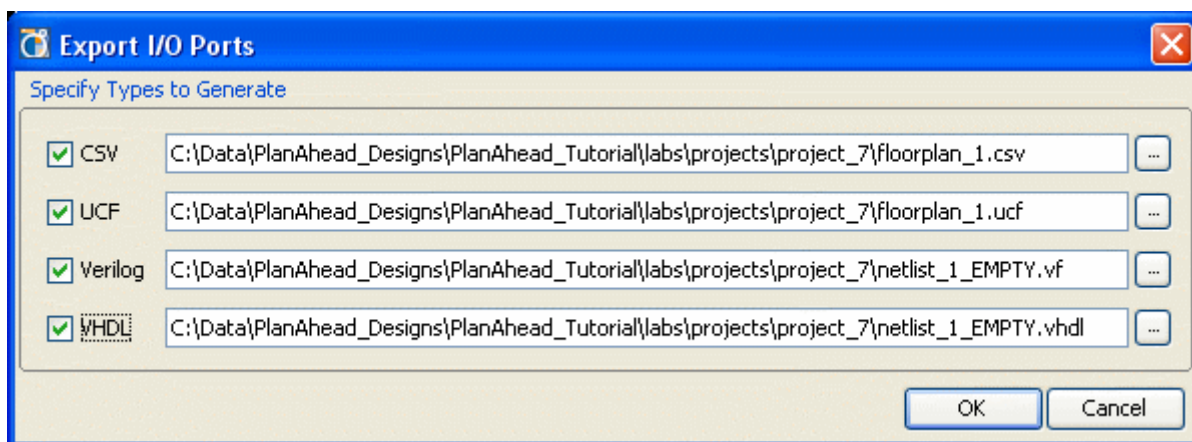 Export I/O Ports
Specify Types to Generate
CSV C:\Data\PlanAhead_Designs\PlanAhead_Tutorial\labs\projects\project_7\floorplan_1.csv ...
UCF C:\Data\PlanAhead_Designs\PlanAhead_Tutorial\labs\projects\project_7\floorplan_1.ucf ...
Verilog C:\Data\PlanAhead_Designs\PlanAhead_Tutorial\labs\projects\project_7\netlist_1_EMPTY.vf ...
VHDL C:\Data\PlanAhead_Designs\PlanAhead_Tutorial\labs\projects\project_7\netlist_1_EMPTY.vhdl ...
OK Cancel